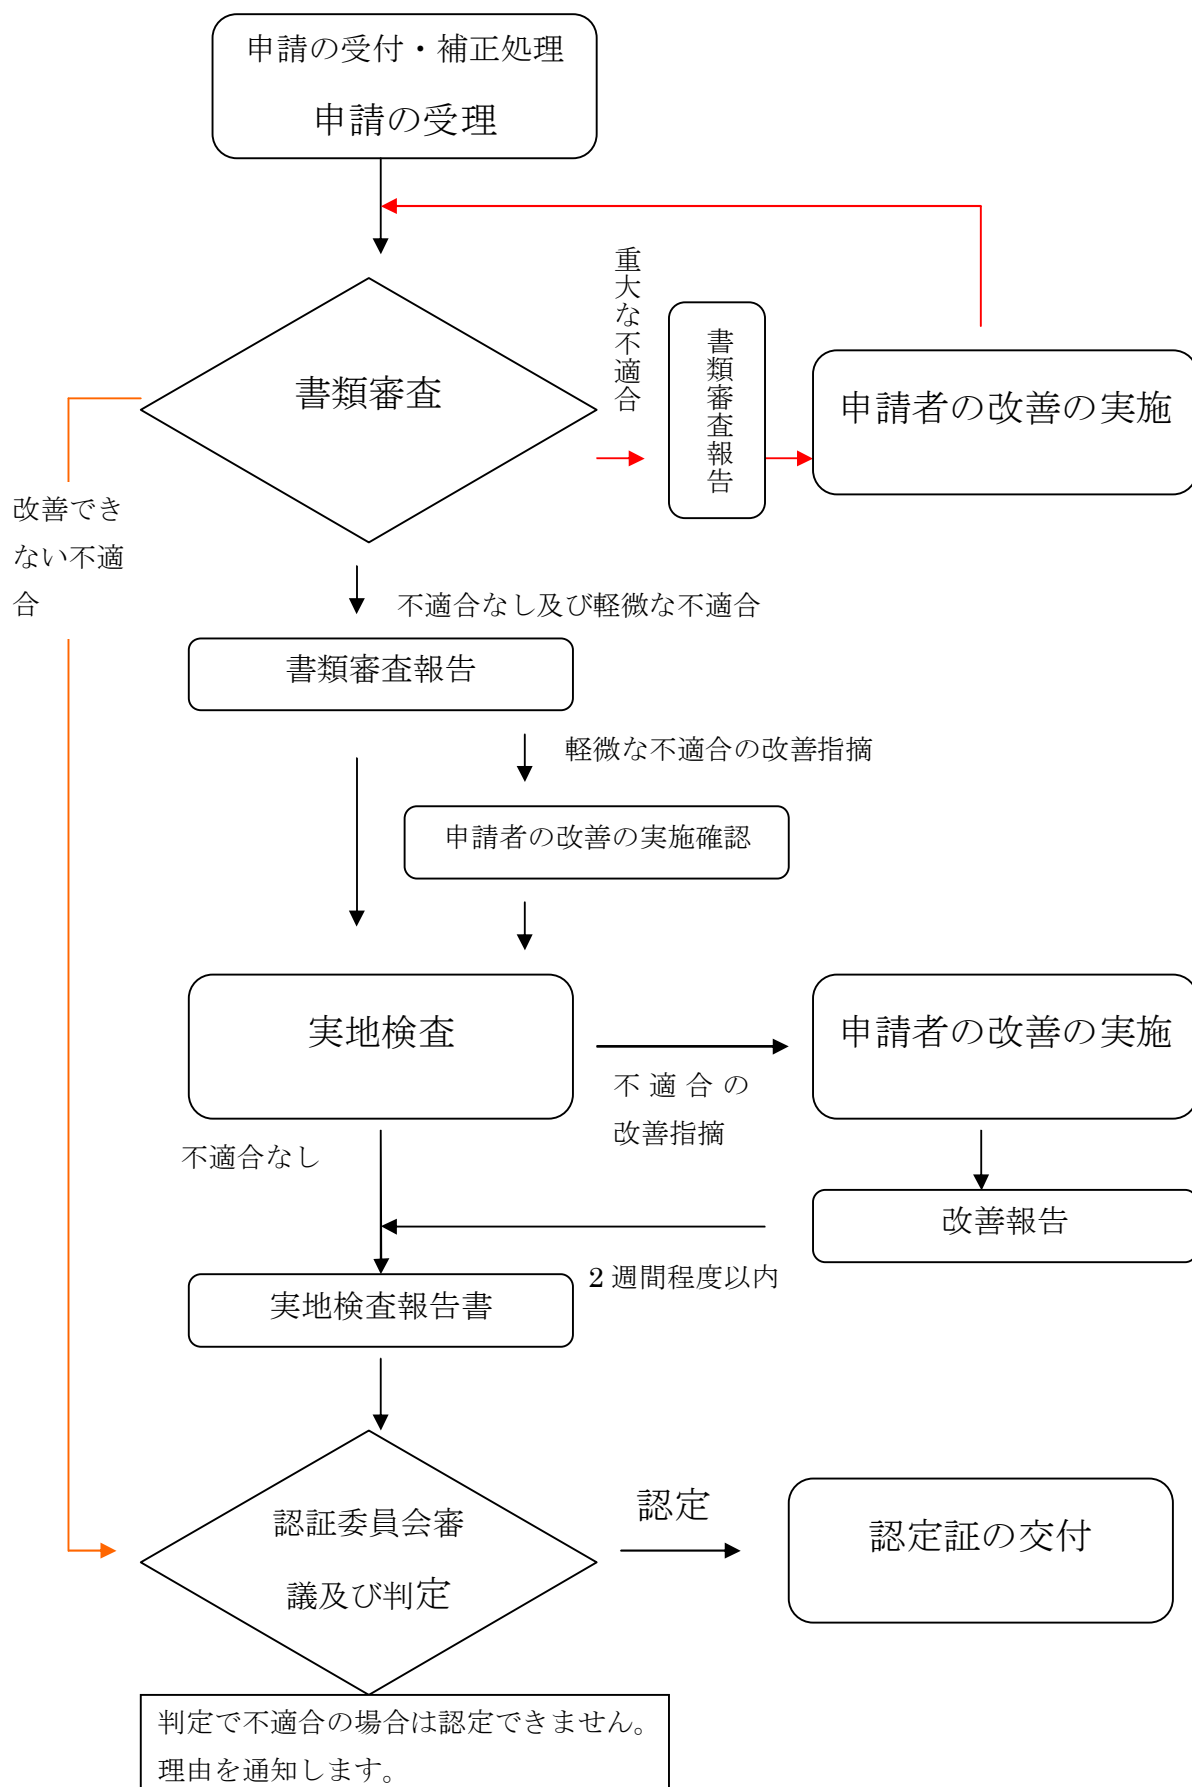 申請の受付・補正処理
申請の受理
重大な不適合
書類審査
書類審査報告
申請者の改善の実施
改善でき
ない不適
合
不適合なし及び軽微な不適合
書類審査報告
軽微な不適合の改善指摘
申請者の改善の実施確認
実地検査
申請者の改善の実施
不適合の
改善指摘
不適合なし
改善報告
2週間程度以内
実地検査報告書
認証委員会審
議及び判定
認定
認定証の交付
判定で不適合の場合は認定できません。
理由を通知します。